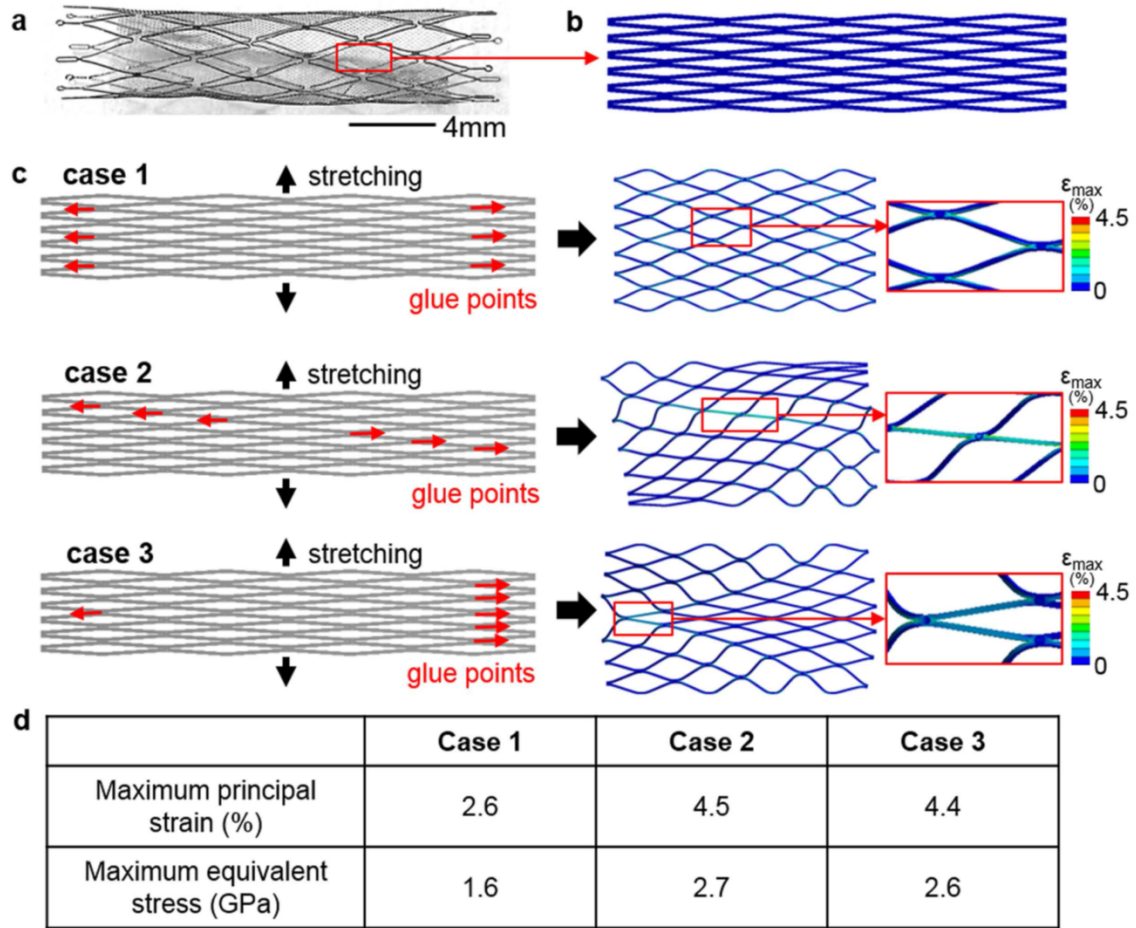 a
b
4mm
c
case 1
stretching
glue points
εmax
(%)
4.5
0
case 2
stretching
glue points
εmax
(%)
4.5
0
case 3
stretching
glue points
εmax
(%)
4.5
0
d
Case 1 Case 2 Case 3
Maximum principal
strain (%)
2.6 4.5 4.4
Maximum equivalent
stress (GPa)
1.6 2.7 2.6